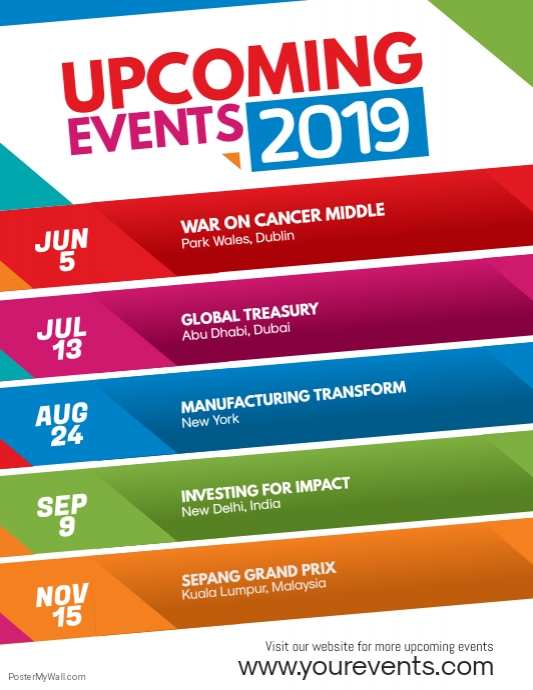 UPCOMING
EVENTS 2019
JUN
5
WAR ON CANCER MIDDLE
Park Wales, Dublin
JUL
13
GLOBAL TREASURY
Abu Dhabi, Dubai
AUG
24
MANUFACTURING TRANSFORM
New York
SEP
9
INVESTING FOR IMPACT
New Delhi, India
NOV
15
SEPANG GRAND PRIX
Kuala Lumpur, Malaysia
Visit our website for more upcoming events
www.yourevents.com
PosterMyWall.com